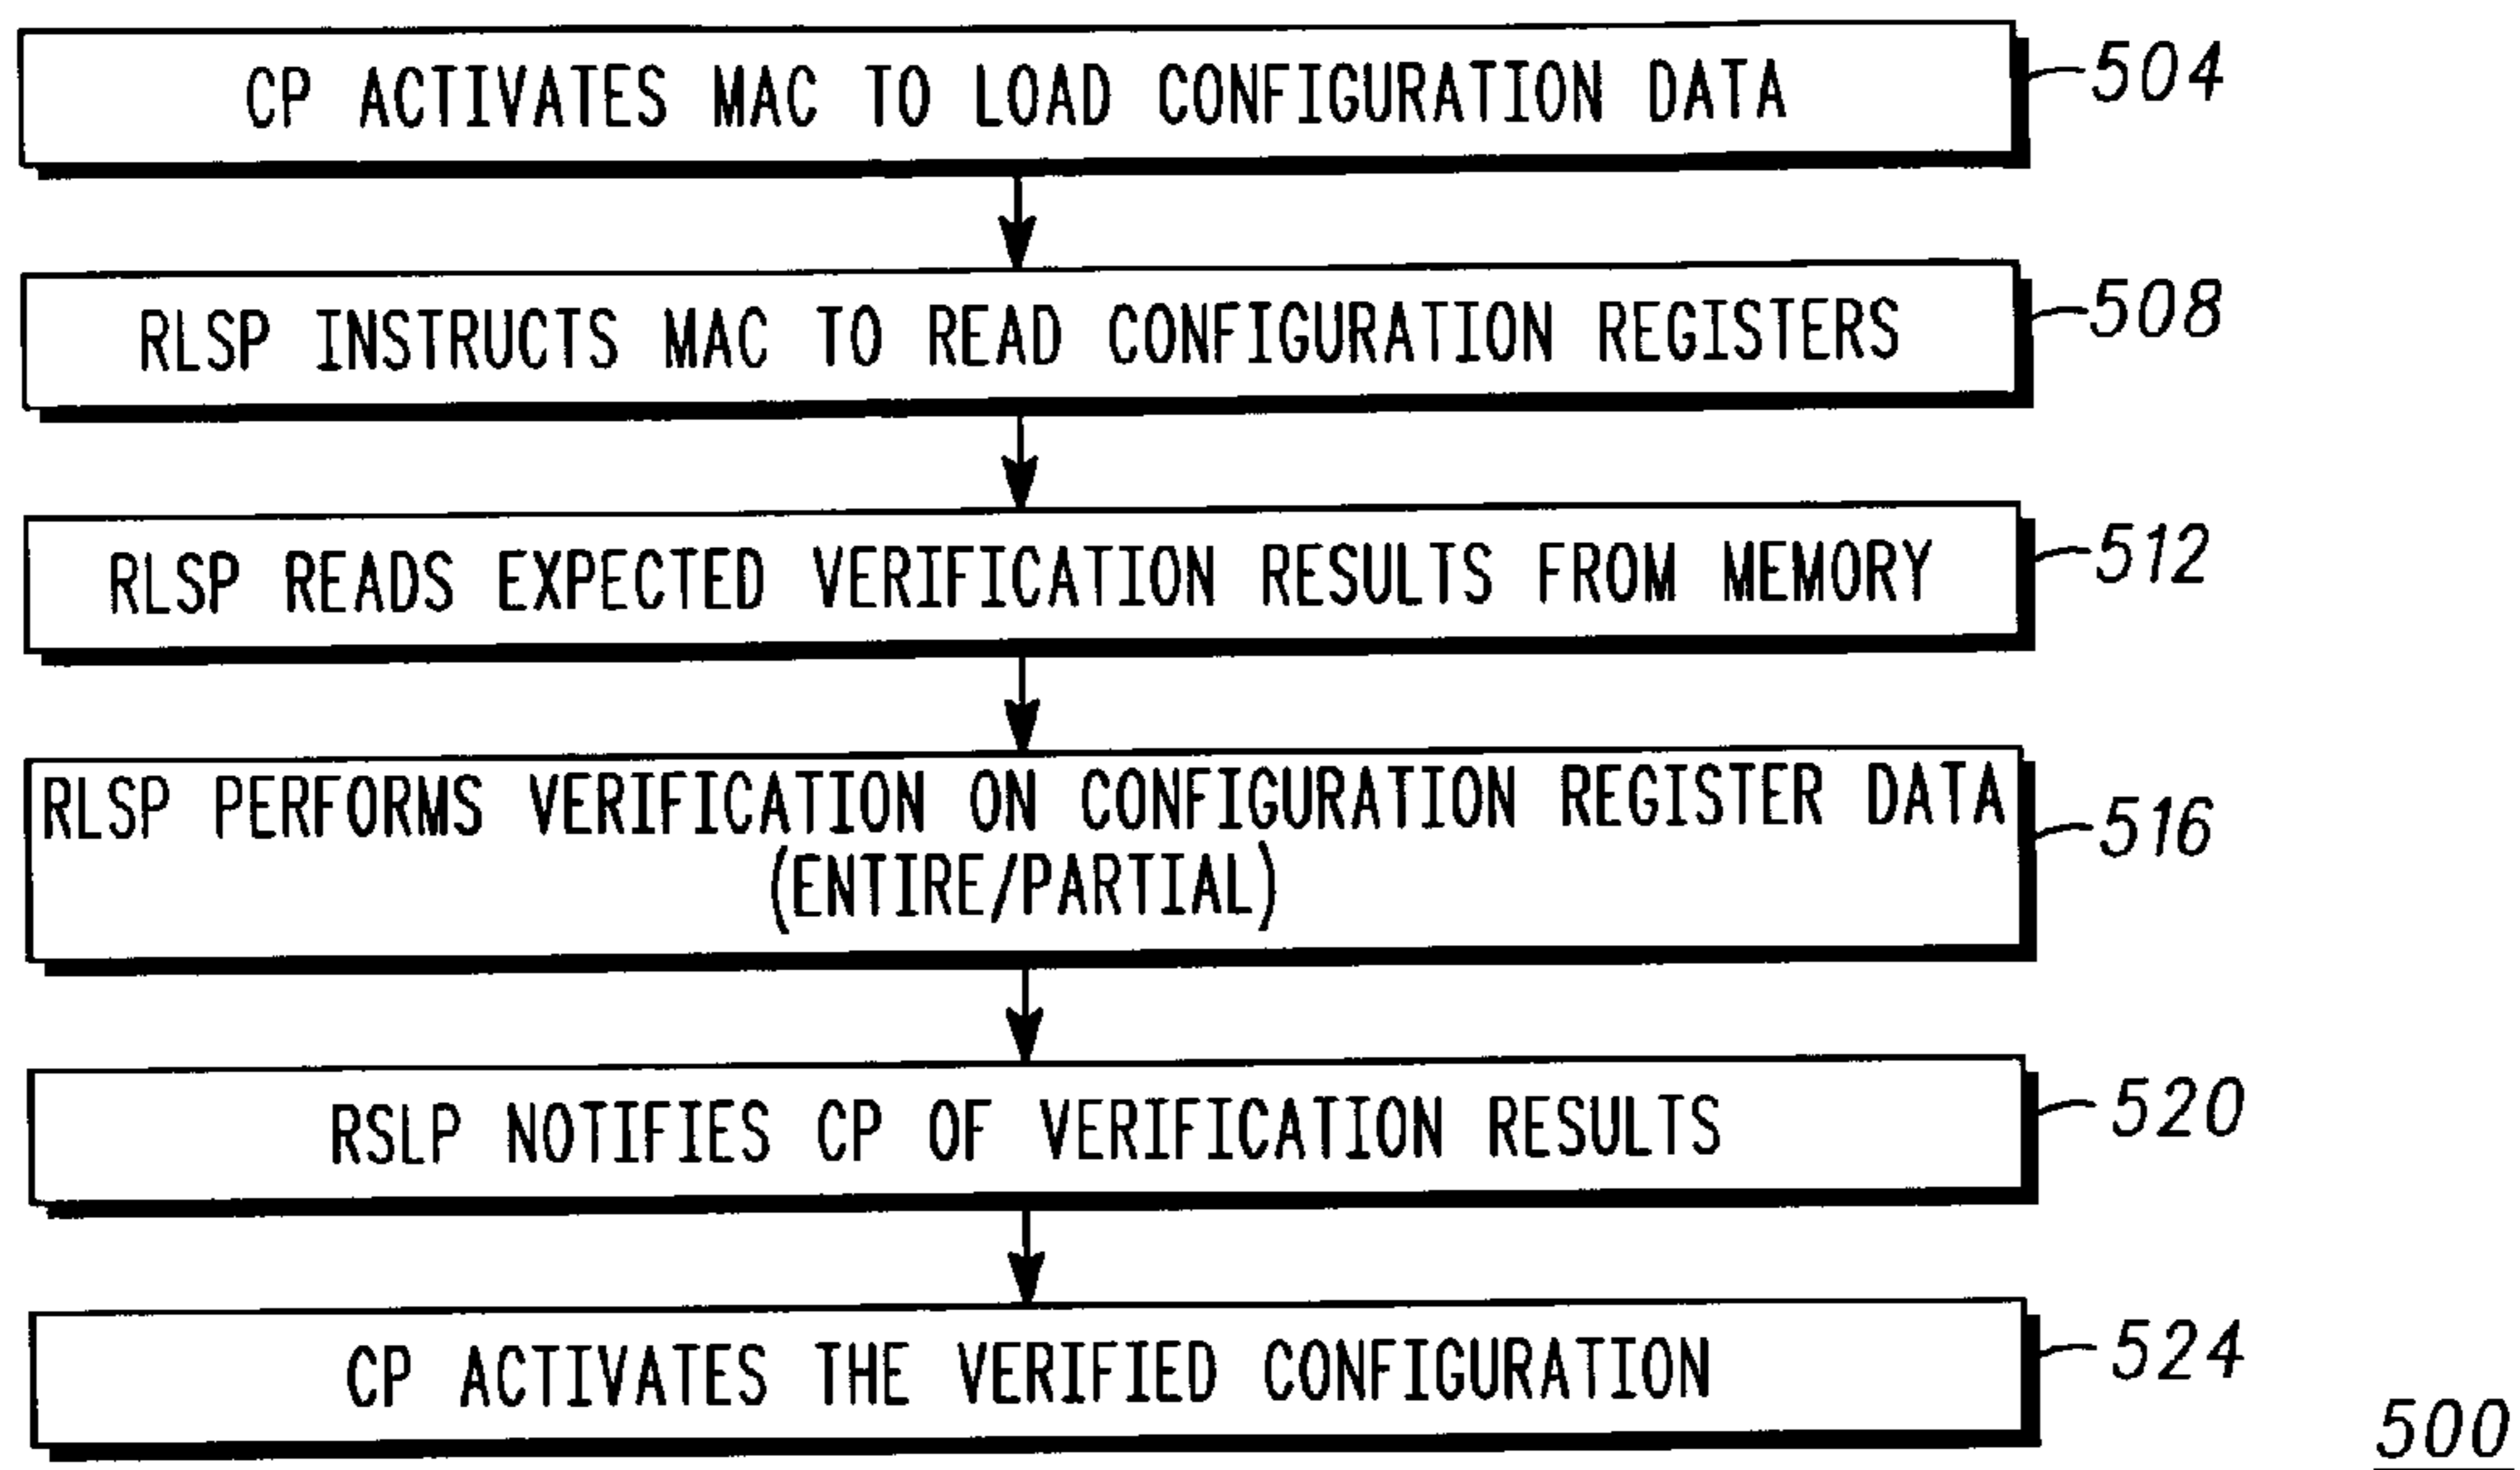 CP ACTIVATES MAC TO LOAD CONFIGURATION DATA
504
RLSP INSTRUCTS MAC TO READ CONFIGURATION REGISTERS
508
RLSP READS EXPECTED VERIFICATION RESULTS FROM MEMORY
512
RLSP PERFORMS VERIFICATION ON CONFIGURATION REGISTER DATA
(ENTIRE/PARTIAL)
516
RSLP NOTIFIES CP OF VERIFICATION RESULTS
520
CP ACTIVATES THE VERIFIED CONFIGURATION
524
500